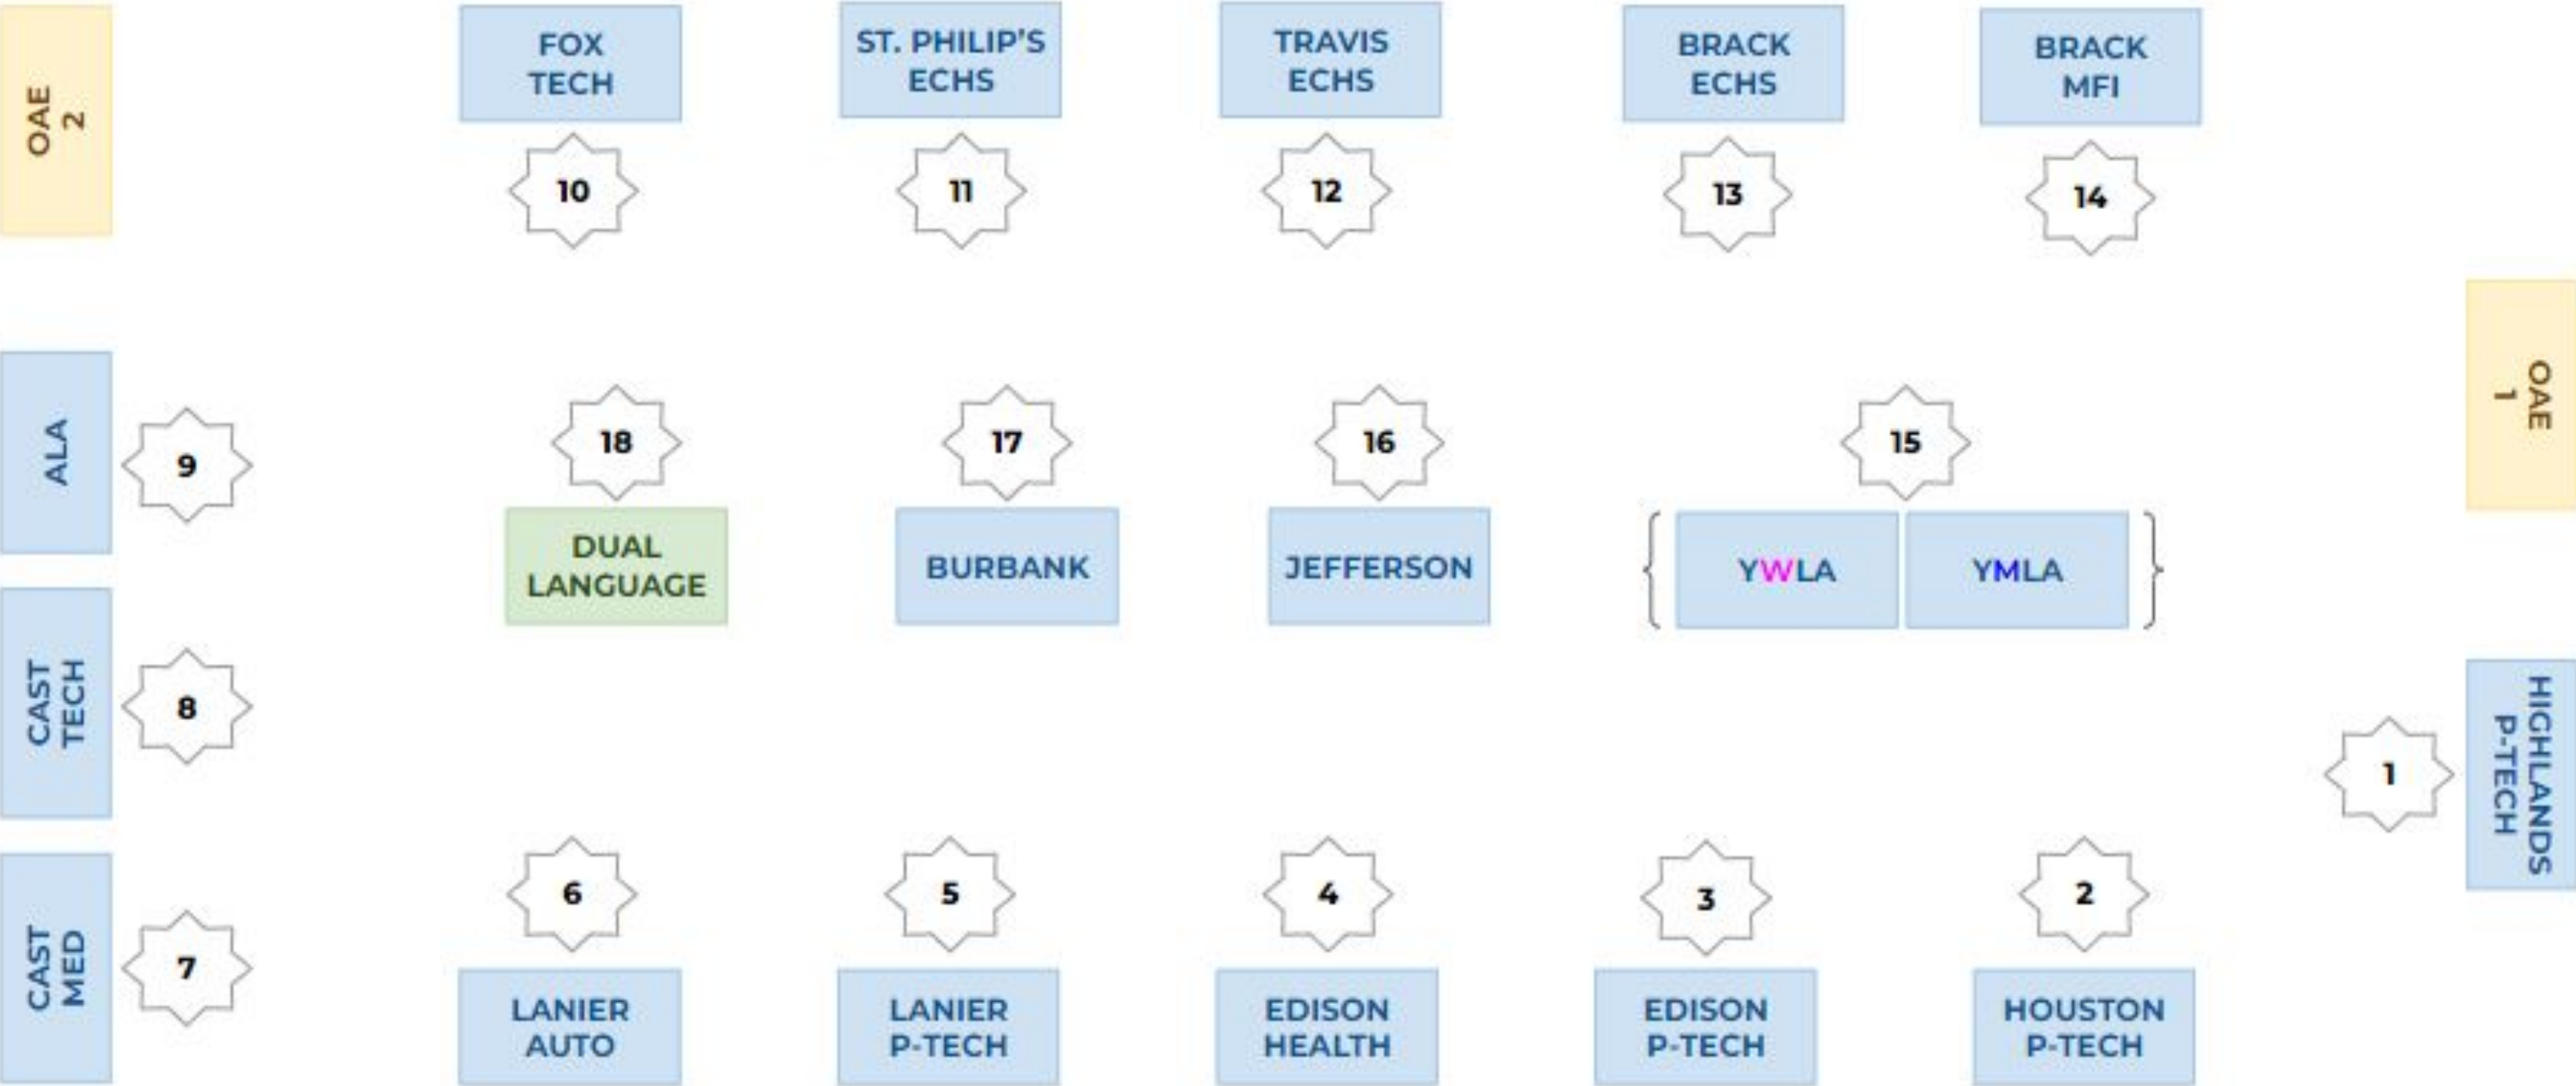 OAE
2
FOX
TECH
ST. PHILIP'S
ECHS
TRAVIS
ECHS
BRACK
ECHS
BRACK
MFI
10
11
12
13
14
OAE
1
ALA
9
18
17
16
15
DUAL
LANGUAGE
BURBANK
JEFFERSON
{ YWLA YMLA }
CAST
TECH
8
HIGHLANDS
P-TECH
1
CAST
MED
7
6
5
4
3
2
LANIER
AUTO
LANIER
P-TECH
EDISON
HEALTH
EDISON
P-TECH
HOUSTON
P-TECH